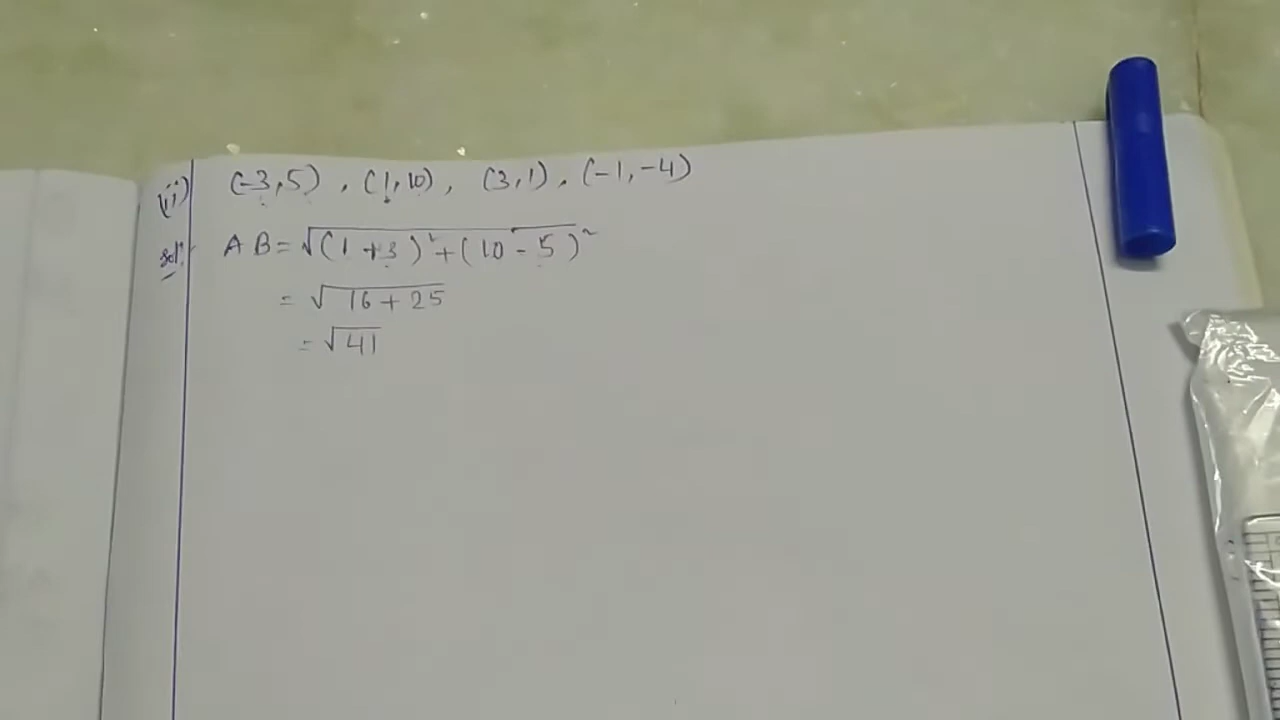 (ii) (-3,5) , (1,10), (3,1), (-1,-4)
Sol: AB = √(1+3)² + (10-5)²
= √16+25
= √41